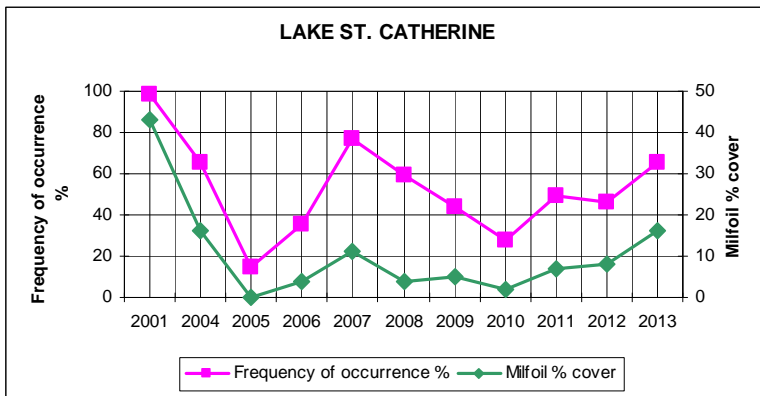 LAKE ST. CATHERINE
Frequency of occurrence
%
100
80
60
40
20
0
50
40
30
20
10
0
Milfoil % cover
2001 2004 2005 2006 2007 2008 2009 2010 2011 2012 2013
Frequency of occurrence % Milfoil % cover